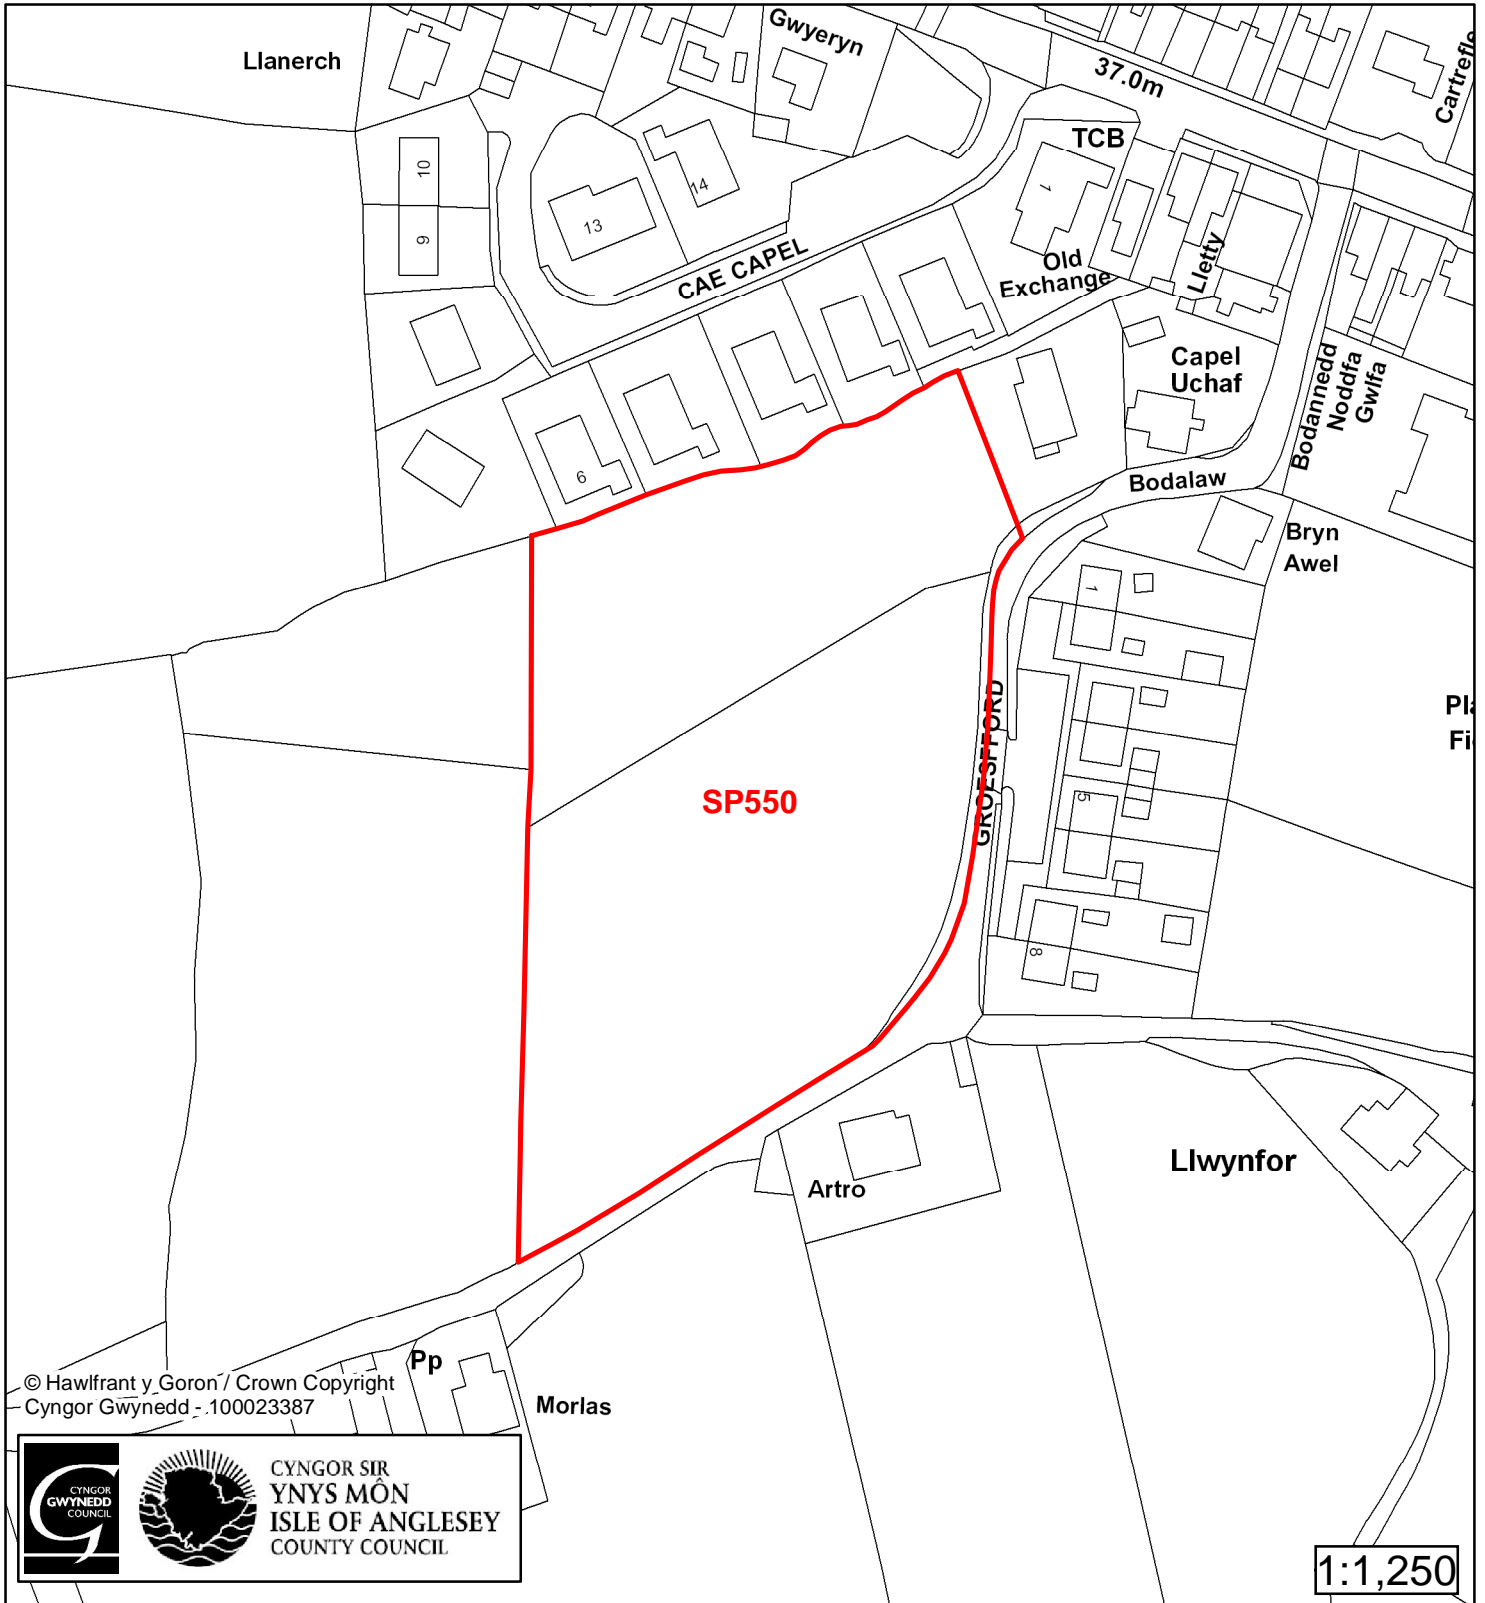 Gwyeryn
Llanerch
37.0m
TCB
10
14
1
9
13
Old
Exchange
Lletty
CAE CAPEL
Capel
Uchaf
Bodannedd
Noddfa
Gwlfa
6
Bodalaw
Bryn
Awel
1
GROESFFORD
SP550
5
8
Llwynfor
Artro
Pp
Morlas
© Hawlfraint y Goron / Crown Copyright
Cyngor Gwynedd - 100023387
CYNGOR
GWYNEDD
COUNCIL
CYNGOR SIR
YNYS MÔN
ISLE OF ANGLESEY
COUNTY COUNCIL
1:1,250